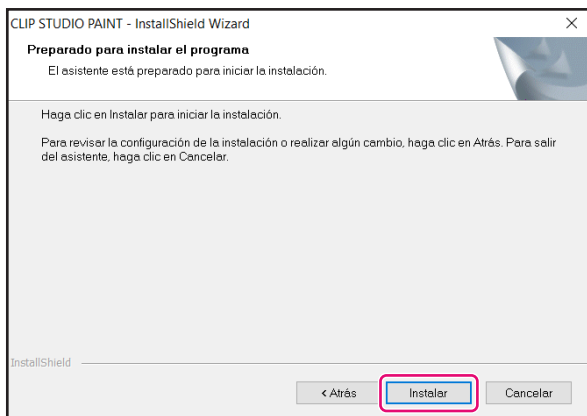 CLIP STUDIO PAINT - InstallShield Wizard
Preparado para instalar el programa
El asistente está preparado para iniciar la instalación.
Haga clic en Instalar para iniciar la instalación.
Para revisar la configuración de la instalación o realizar algún cambio, haga clic en Atrás. Para salir
del asistente, haga clic en Cancelar.
InstallShield
< Atrás Instalar Cancelar